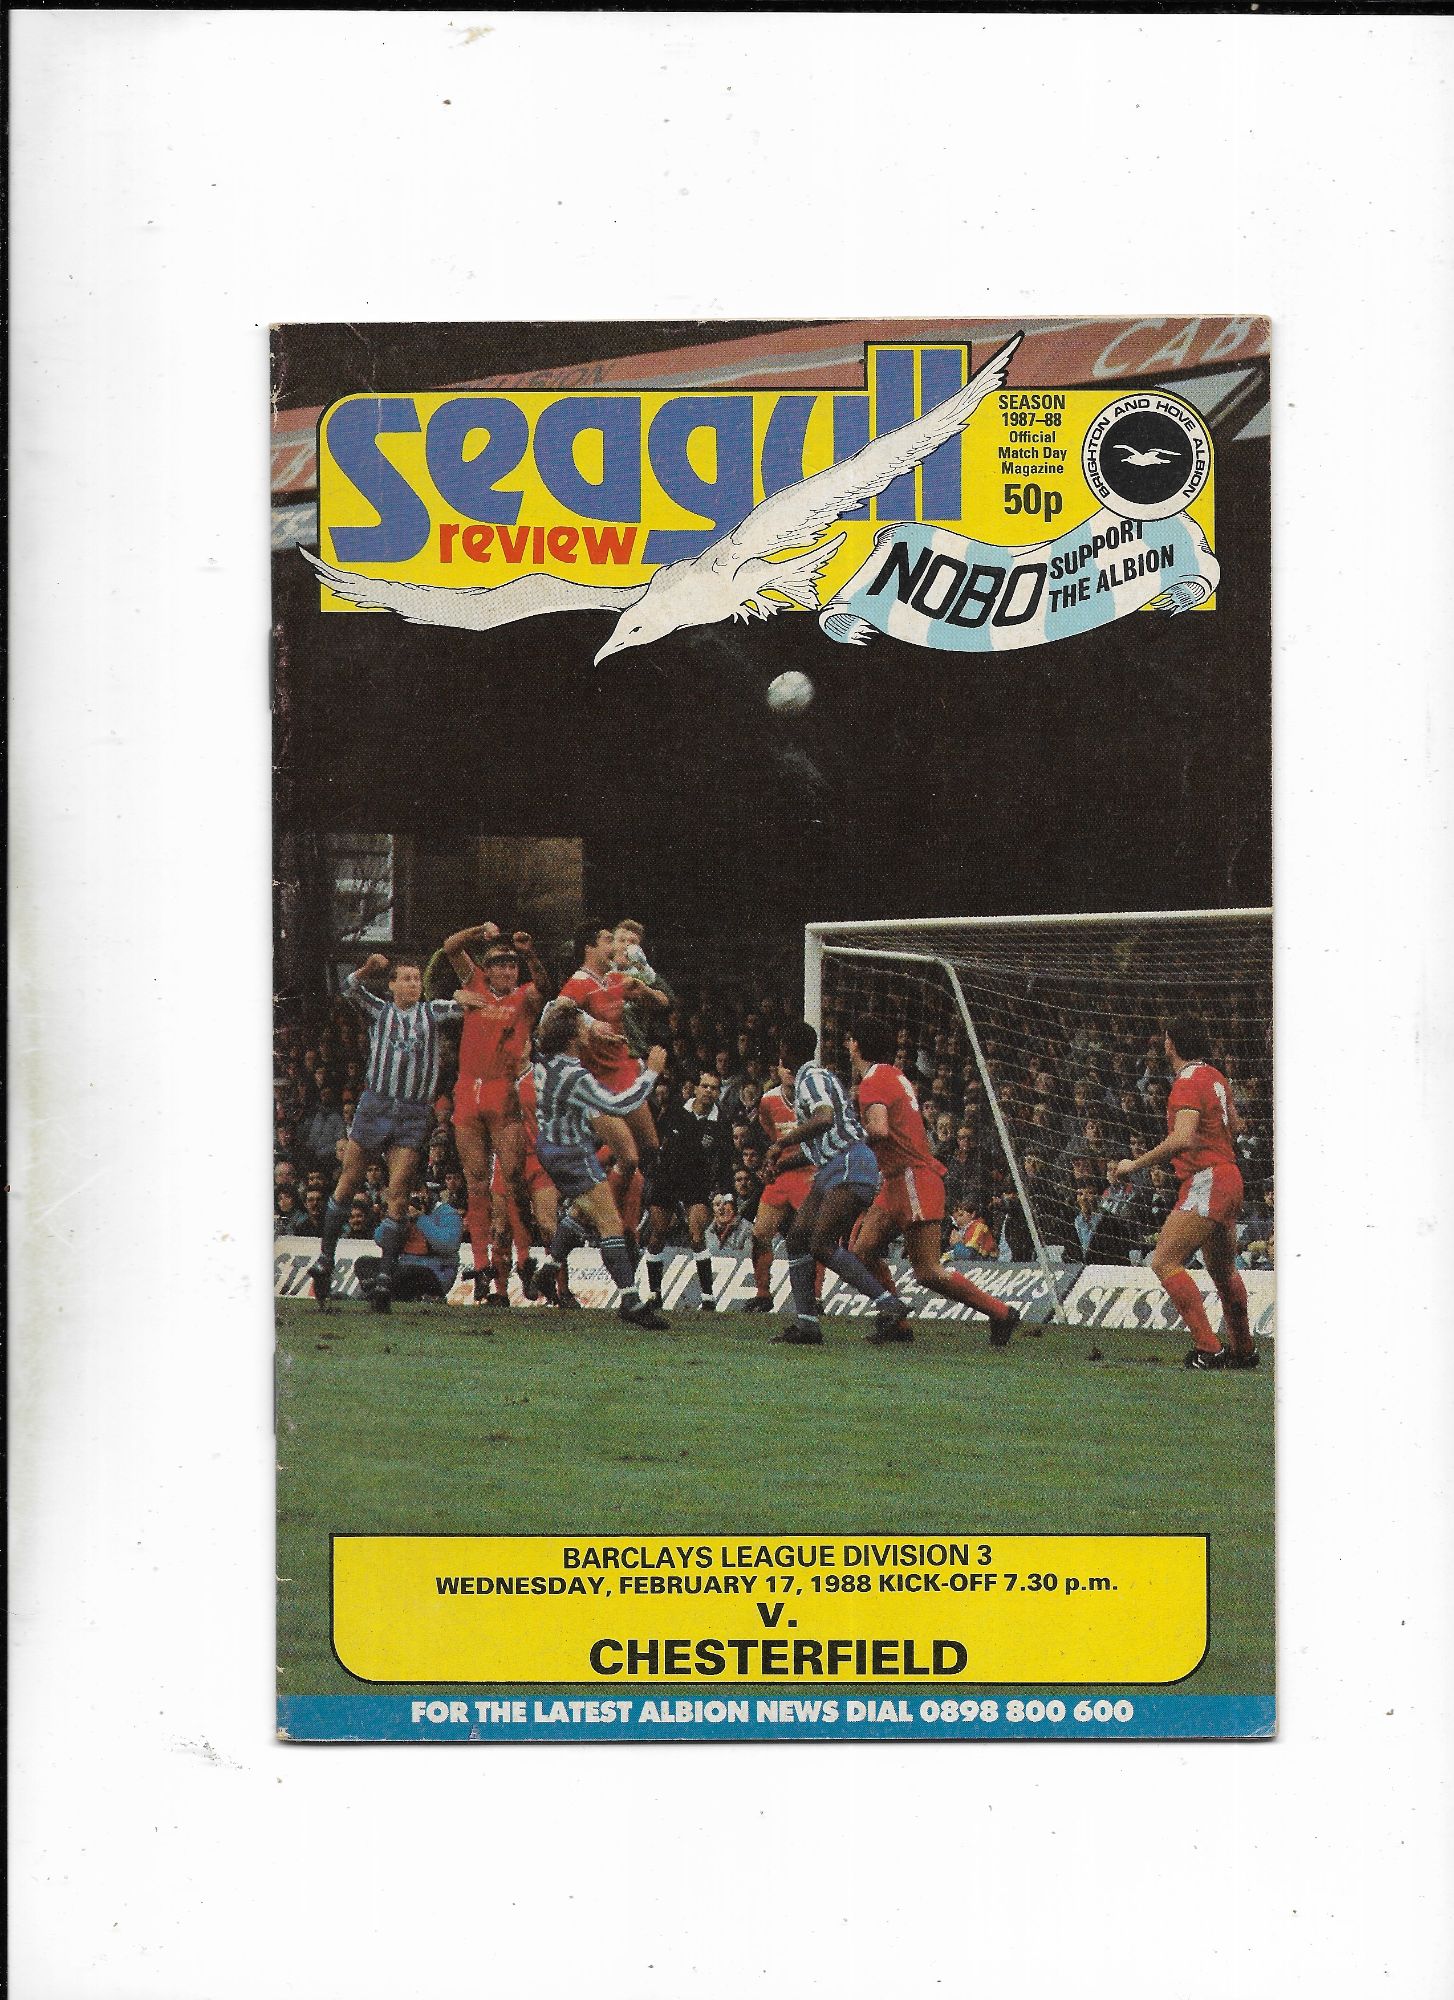 CAB
seagull
review
SEASON
1987–88
Official
Match Day
Magazine
50p
BRIGHTON AND HOVE ALBION
NOBO SUPPORT
THE ALBION
BARCLAYS LEAGUE DIVISION 3
WEDNESDAY, FEBRUARY 17, 1988 KICK-OFF 7.30 p.m.
v.
CHESTERFIELD
FOR THE LATEST ALBION NEWS DIAL 0898 800 600